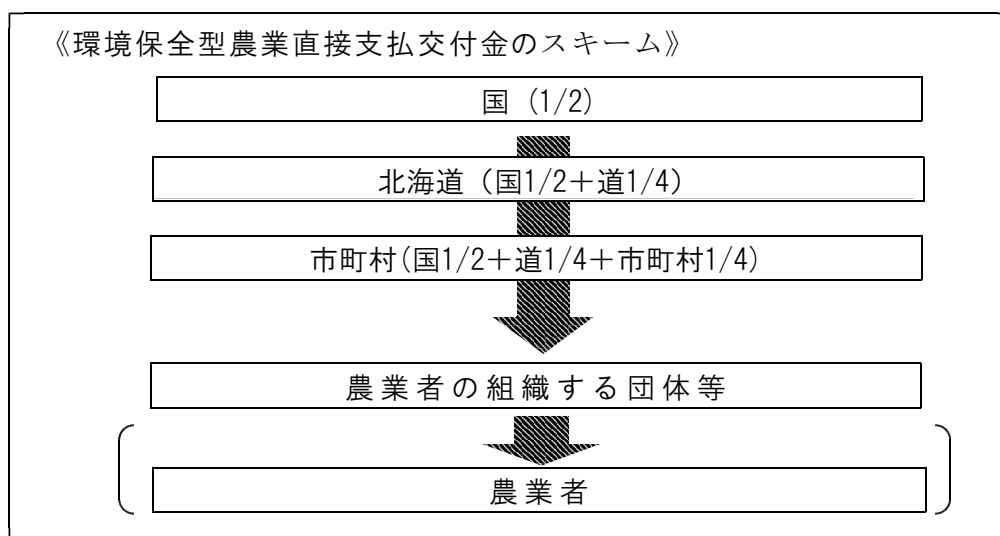 《環境保全型農業直接支払交付金のスキーム》
国 (1/2)
北海道 (国1/2＋道1/4)
市町村(国1/2＋道1/4＋市町村1/4)
農業者の組織する団体等
農業者